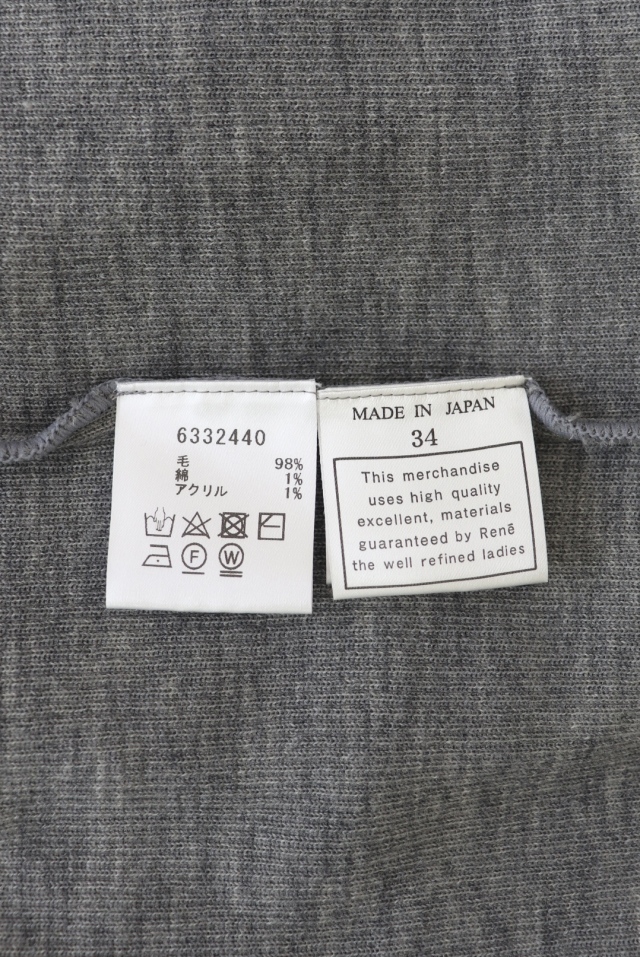 6332440
毛 98%
綿 1%
アクリル 1%
F W
MADE IN JAPAN
34
This merchandise
uses high quality
excellent, materials
guaranteed by René
the well refined ladies